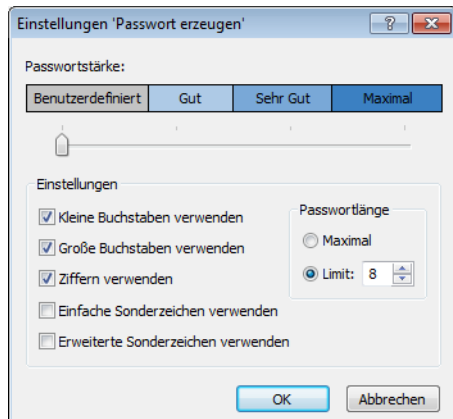 Einstellungen 'Passwort erzeugen'
Passwortstärke:
Benutzerdefiniert Gut Sehr Gut Maximal
Einstellungen
Kleine Buchstaben verwenden
Große Buchstaben verwenden
Ziffern verwenden
Einfache Sonderzeichen verwenden
Erweiterte Sonderzeichen verwenden
Passwortlänge
Maximal
Limit: 8
OK Abbrechen